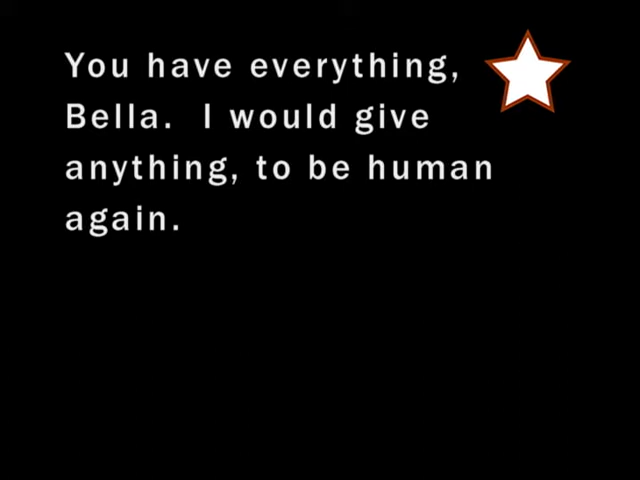 You have everything,
Bella.  I would give
anything, to be human
again.